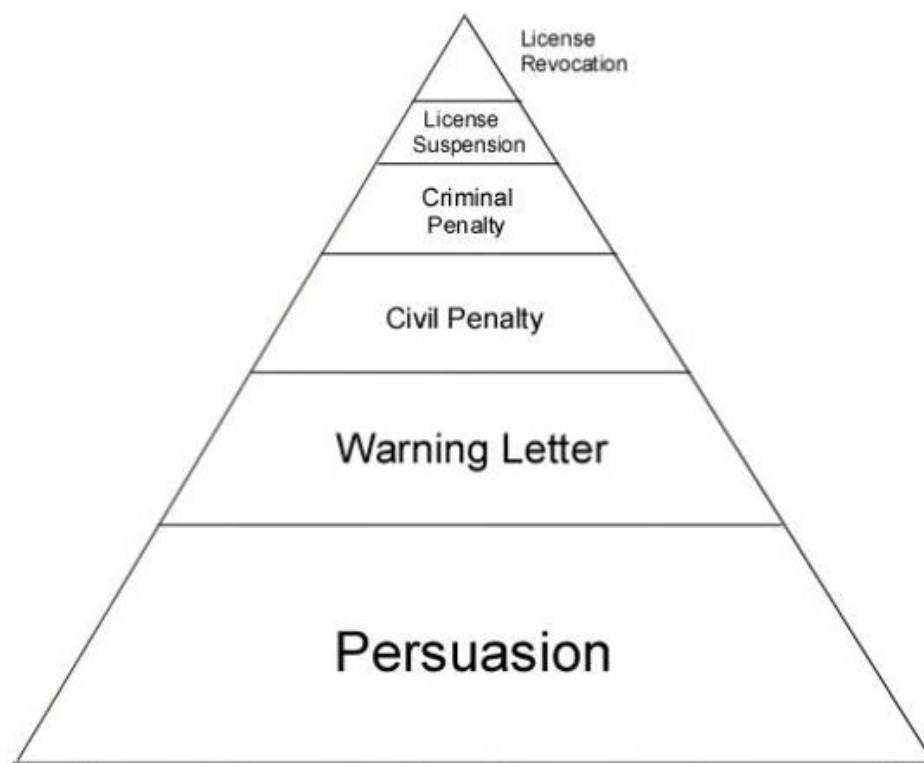 License
Revocation
License
Suspension
Criminal
Penalty
Civil Penalty
Warning Letter
Persuasion